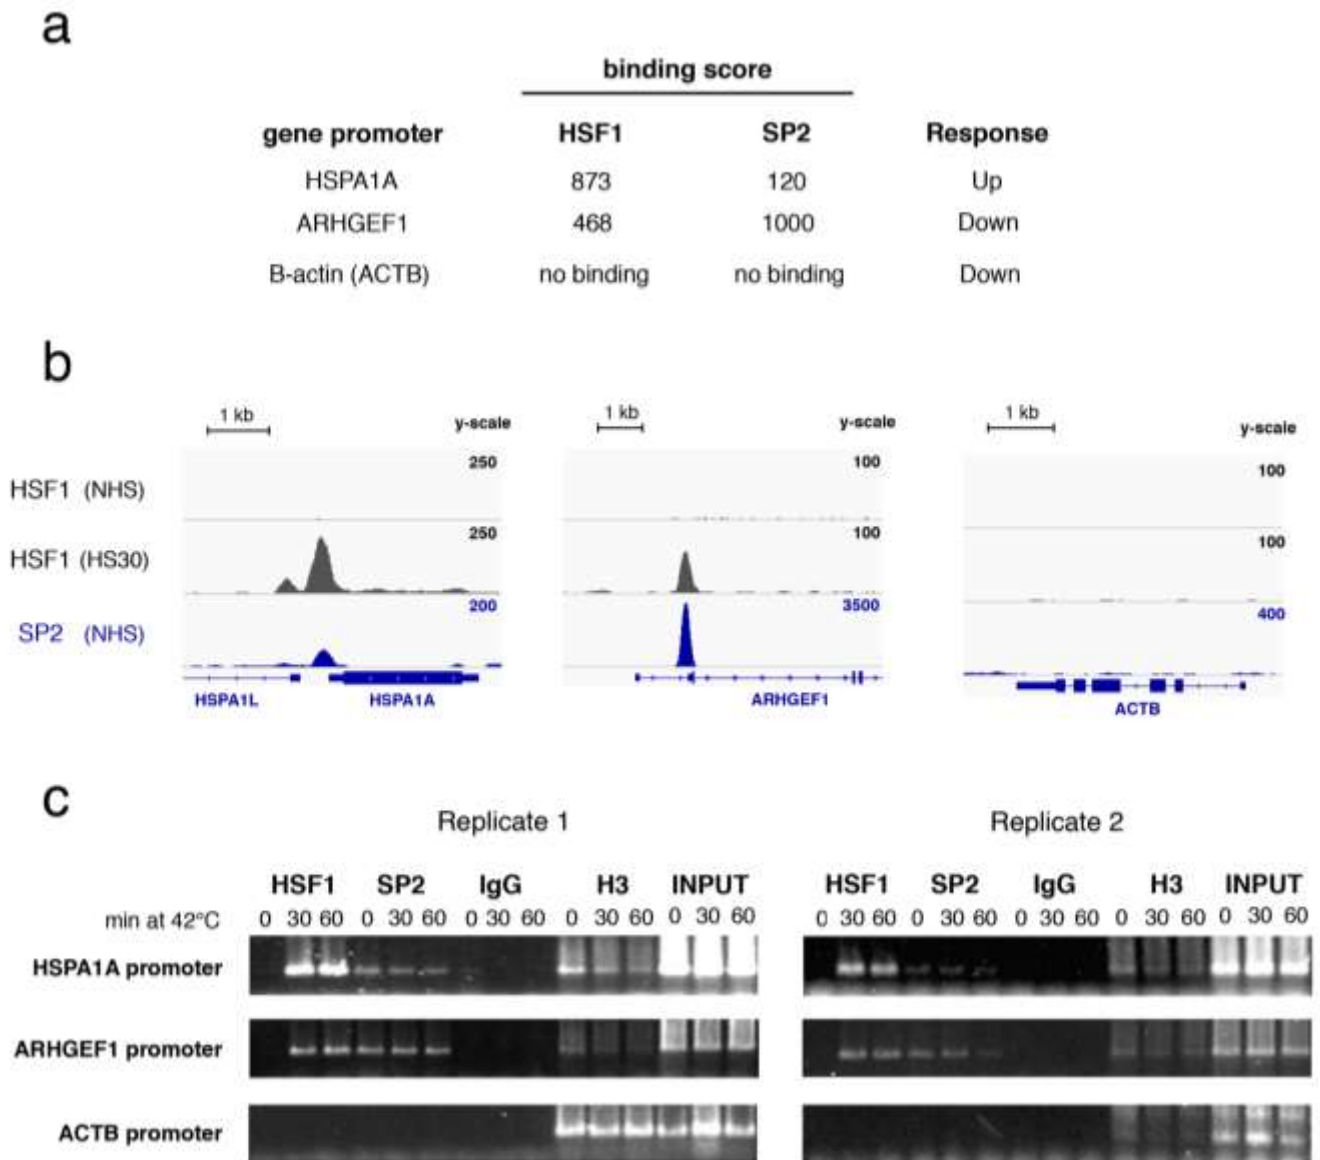 a
binding score
gene promoter HSF1 SP2 Response
HSPA1A 873 120 Up
ARHGEF1 468 1000 Down
B-actin (ACTB) no binding no binding Down
b
1 kb y-scale 1 kb y-scale 1 kb y-scale
HSF1 (NHS) 250 100 100
HSF1 (HS30) 250 100 100
SP2 (NHS) 200 3500 400
HSPA1L HSPA1A ARHGEF1 ACTB
c
Replicate 1 Replicate 2
HSF1 SP2 IgG H3 INPUT HSF1 SP2 IgG H3 INPUT
min at 42°C 0 30 60 0 30 60 0 30 60 0 30 60 0 30 60 0 30 60 0 30 60 0 30 60 0 30 60 0 30 60
HSPA1A promoter
ARHGEF1 promoter
ACTB promoter